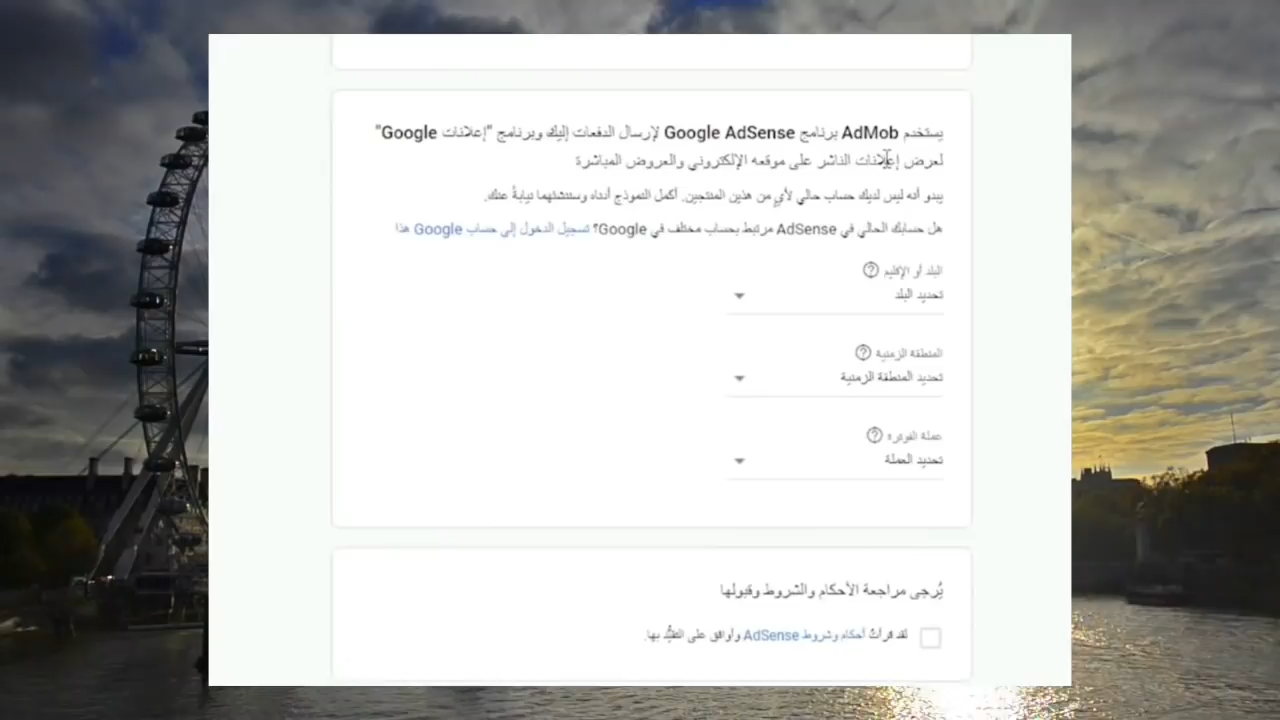 يستخدم AdMob برنامج Google AdSense لإرسال الدفعات إليك وبرنامج "إعلانات Google"
لعرض إعلانات الناشر على موقعه الإلكتروني والعروض المباشرة
يبدو أنه ليس لديك حساب حالي لأيٍ من هذين المنتجين. أكمل النموذج أدناه وسننشئهما نيابةً عنك.
هل حسابك الحالي في AdSense مرتبط بحساب مختلف في Google؟ تسجيل الدخول إلى حساب Google هذا
البلد أو الإقليم
تحديد البلد
المنطقة الزمنية
تحديد المنطقة الزمنية
عملة الفوترة
تحديد العملة
يُرجى مراجعة الأحكام والشروط وقبولها
لقد قرأتُ أحكام وشروط AdSense وأوافق على التقيُّد بها.